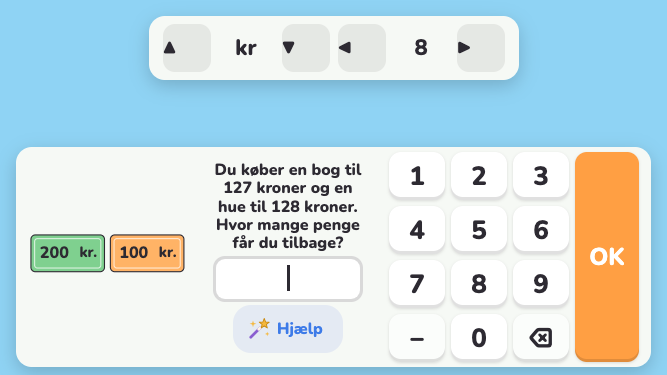 kr
8
Du køber en bog til
127 kroner og en
hue til 128 kroner.
Hvor mange penge
får du tilbage?
200 kr.
100 kr.
Hjælp
1 2 3
4 5 6
7 8 9
– 0
OK